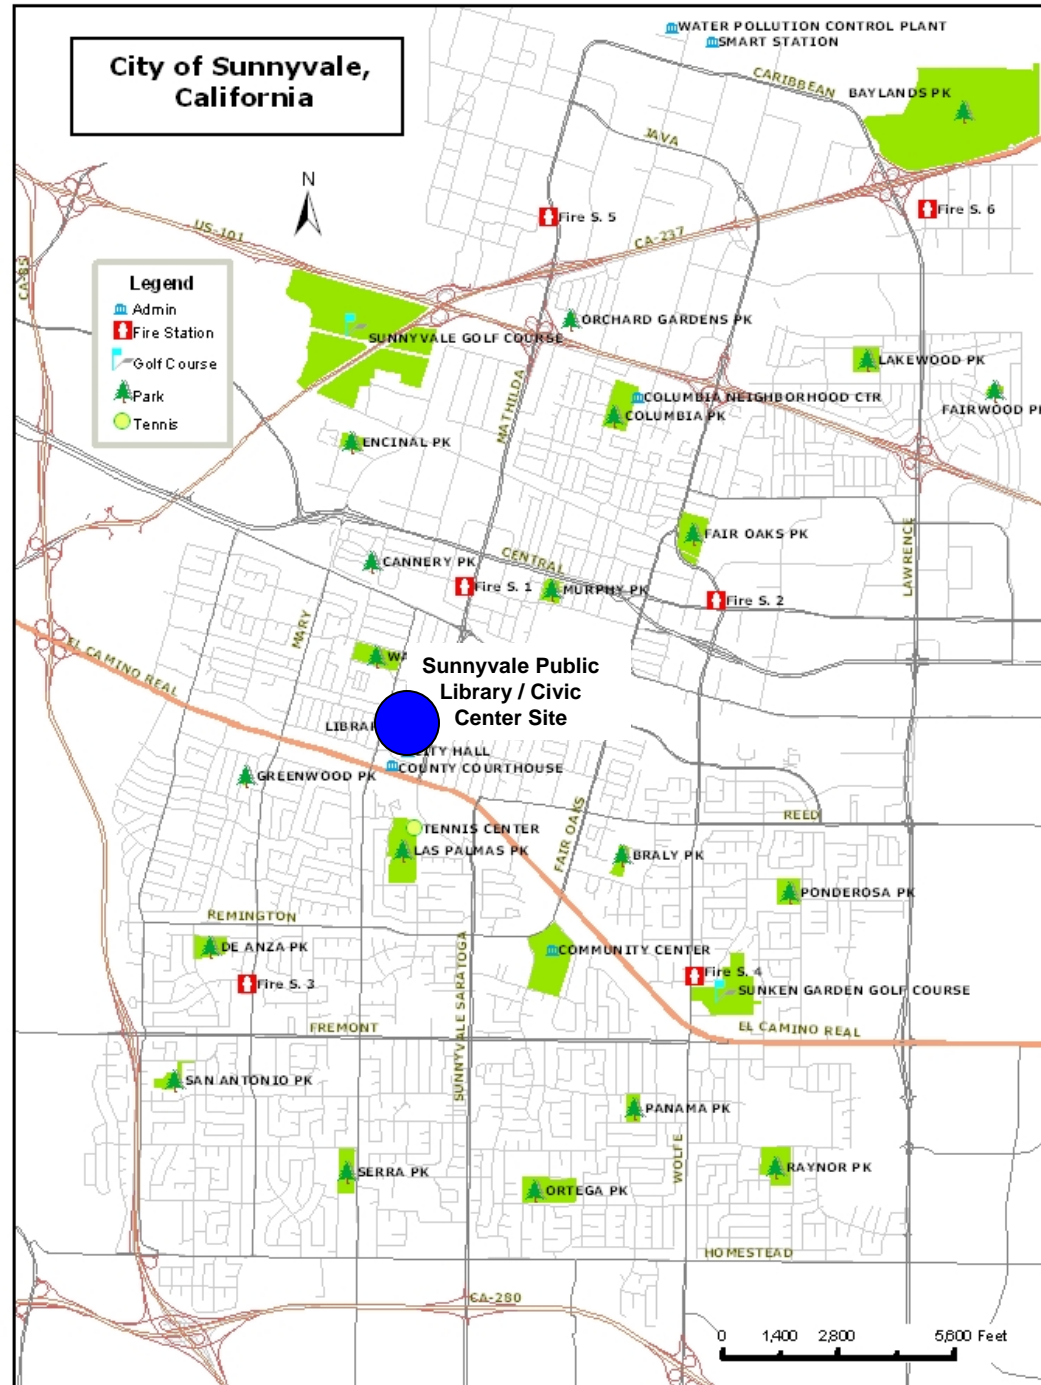 WATER POLLUTION CONTROL PLANT
SMART STATION
City of Sunnyvale,
California
CARIBBEAN
BAYLANDS PK
JAVA
N
Fire S. 5
Fire S. 6
US-101
CA-237
CA-85
Legend
Admin
Fire Station
Golf Course
Park
Tennis
ORCHARD GARDENS PK
SUNNYVALE GOLF COURSE
LAKEWOOD PK
MATHILDA
COLUMBIA NEIGHBORHOOD CTR
COLUMBIA PK
FAIRWOOD
ENCINAL PK
FAIR OAKS PK
LAWRENCE
CENTRAL
CANNERY PK
Fire S. 1
MURPHY PK
Fire S. 2
MARY
EL CAMINO REAL
Sunnyvale Public
Library / Civic
Center Site
CITY HALL
COUNTY COURTHOUSE
GREENWOOD PK
REED
FAIR OAKS
TENNIS CENTER
LAS PALMAS PK
BRALY PK
PONDEROSA PK
REMINGTON
DE ANZA PK
COMMUNITY CENTER
Fire S. 3
Fire S. 4
SUNKEN GARDEN GOLF COURSE
SUNNYVALE SARATOGA
FREMONT
EL CAMINO REAL
SAN ANTONIO PK
PANAMA PK
WOLFE
SERRA PK
RAYNOR PK
ORTEGA PK
HOMESTEAD
CA-280
0 1,400 2,800 5,600 Feet